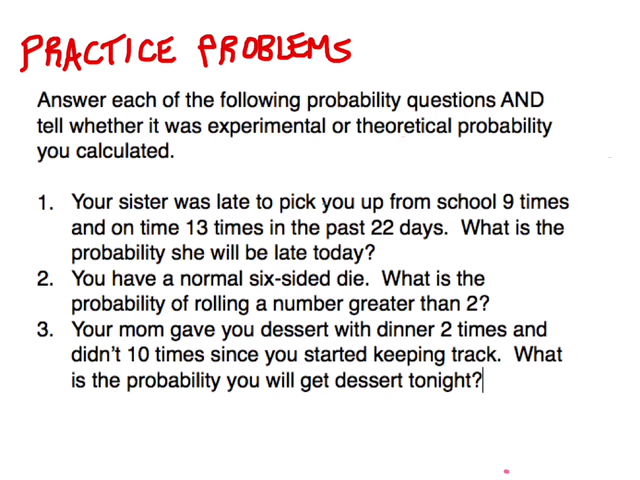 PRACTICE PROBLEMS
Answer each of the following probability questions AND
tell whether it was experimental or theoretical probability
you calculated.
1. Your sister was late to pick you up from school 9 times
and on time 13 times in the past 22 days. What is the
probability she will be late today?
2. You have a normal six-sided die. What is the
probability of rolling a number greater than 2?
3. Your mom gave you dessert with dinner 2 times and
didn't 10 times since you started keeping track. What
is the probability you will get dessert tonight?